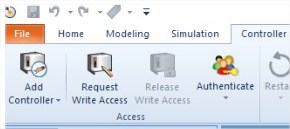 File Home Modeling Simulation Controller
Add Controller
Request Write Access
Release Write Access
Authenticate
Access